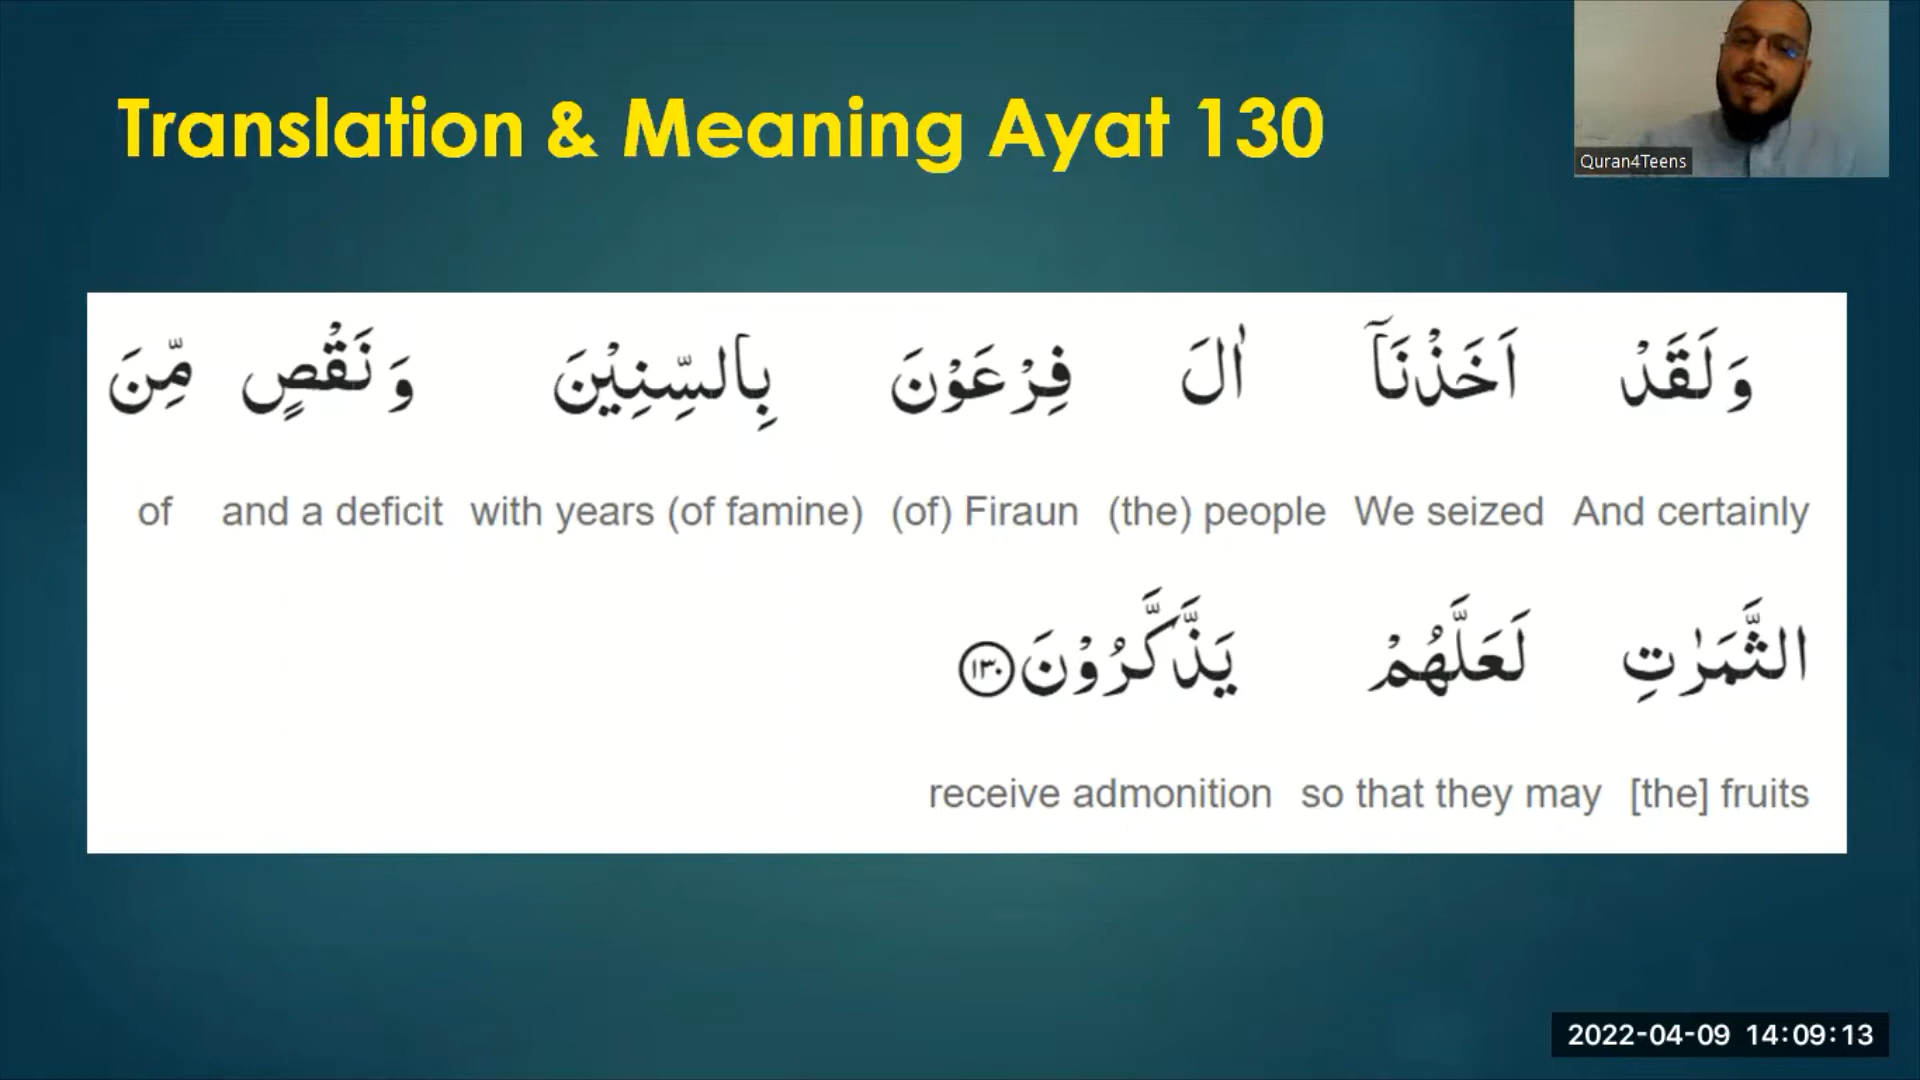 Translation & Meaning Ayat 130
Quran4Teens
وَلَقَدْ اَخَذْنَاۤ اٰلَ فِرْعَوْنَ بِالسِّنِيْنَ وَنَقْصٍ مِّنَ
of and a deficit with years (of famine) (of) Firaun (the) people We seized And certainly
الثَّمَرٰتِ لَعَلَّهُمْ يَذَّكَّرُوْنَ ۝١٣٠
receive admonition so that they may [the] fruits
2022-04-09 14:09:13